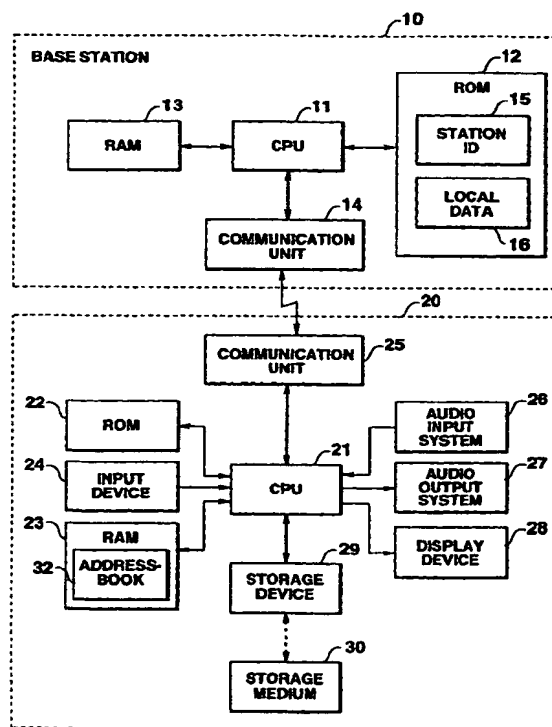 10
BASE STATION
12
ROM
13
RAM
11
CPU
15
STATION
ID
14
COMMUNICATION
UNIT
LOCAL
DATA
16
20
COMMUNICATION
UNIT
25
22
ROM
21
CPU
26
AUDIO
INPUT
SYSTEM
24
INPUT
DEVICE
27
AUDIO
OUTPUT
SYSTEM
23
RAM
32
ADDRESS-
BOOK
29
STORAGE
DEVICE
28
DISPLAY
DEVICE
30
STORAGE
MEDIUM